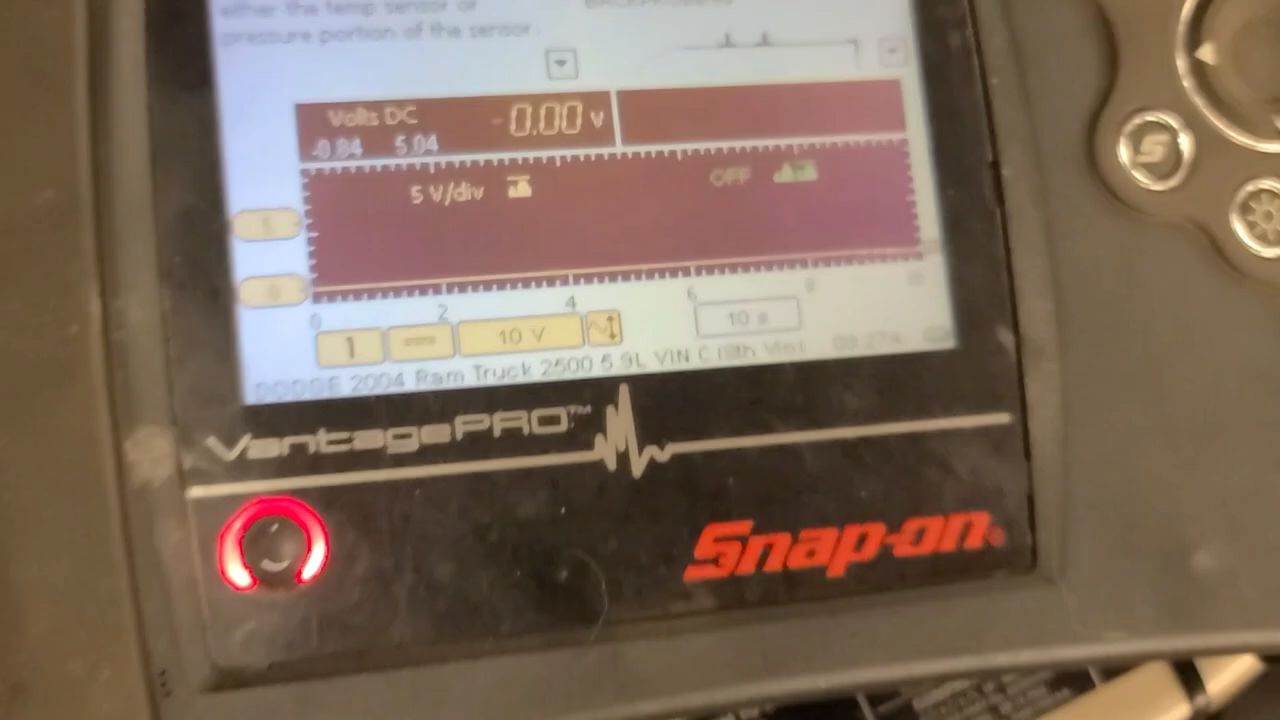 either the temp sensor or
pressure portion of the sensor.
Volts DC -0.00 v
-0.84 5.04
5 V/div OFF
0 2 4 6 8
1 10 V 10 s
DODGE 2004 Ram Truck 2500 5.9L VIN C (8th Vin)
VantagePRO™
Snap-on
S